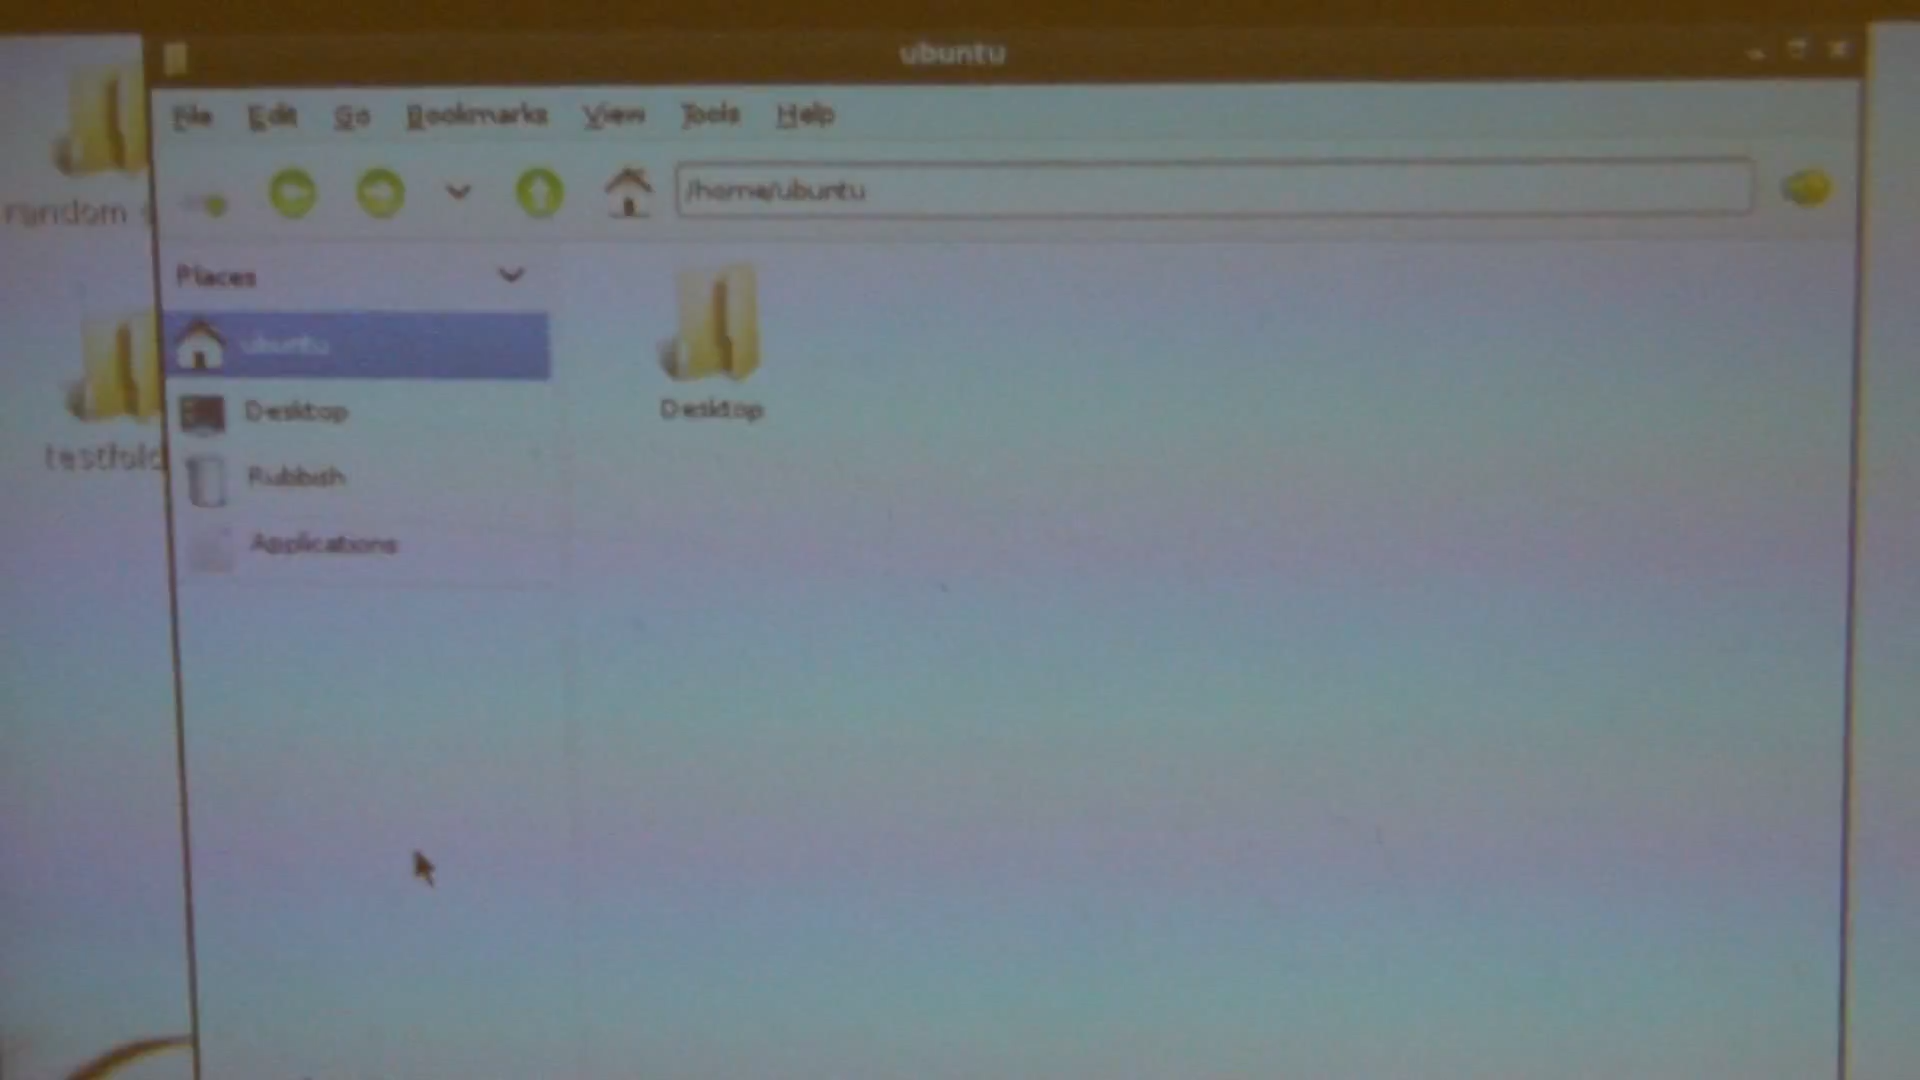 ubuntu
File Edit Go Bookmarks View Tools Help
/home/ubuntu
random
Places
ubuntu
Desktop
Desktop
testfold
Rubbish
Applications